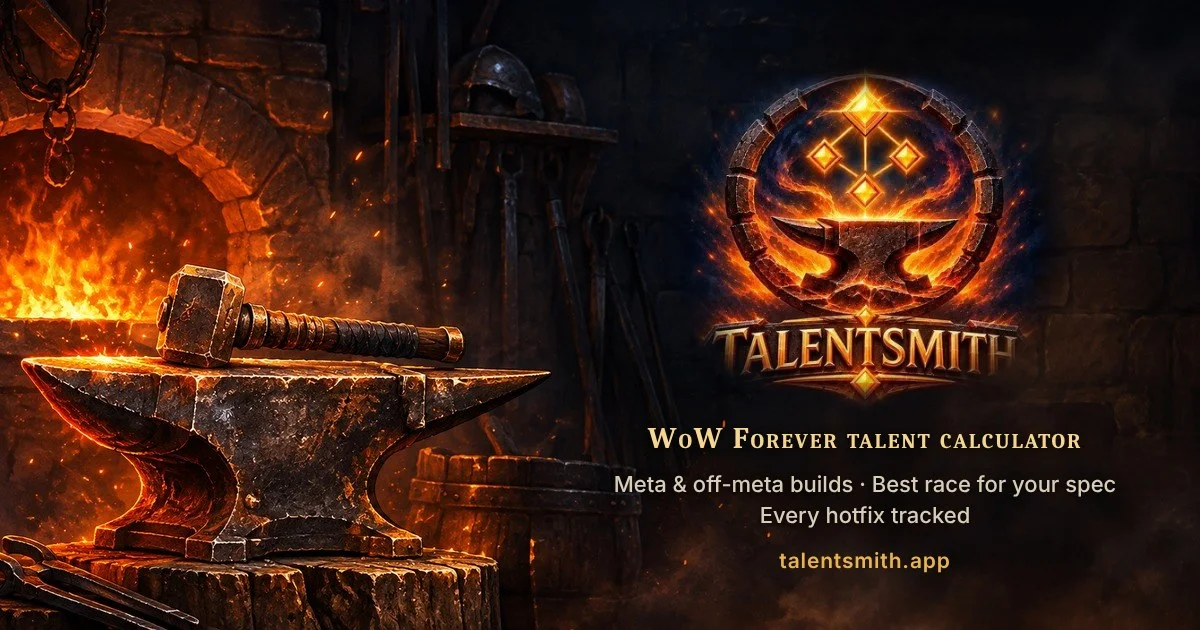 TALENTSMITH
WoW Forever talent calculator
Meta & off-meta builds · Best race for your spec
Every hotfix tracked
talentsmith.app